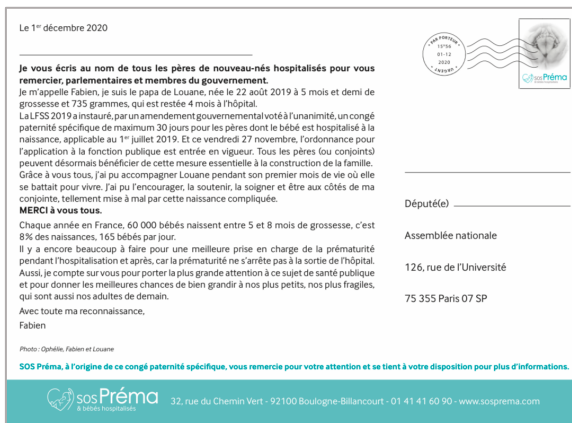 Le 1er décembre 2020
PAR PORTEUR
15H56
01-12
2020
URGENT
sos Préma
Je vous écris au nom de tous les pères de nouveau-nés hospitalisés pour vous
remercier, parlementaires et membres du gouvernement.
Je m'appelle Fabien, je suis le papa de Louane, née le 22 août 2019 à 5 mois et demi de
grossesse et 735 grammes, qui est restée 4 mois à l'hôpital.
La LFSS 2019 a instauré, par un amendement gouvernemental voté à l'unanimité, un congé
paternité spécifique de maximum 30 jours pour les pères dont le bébé est hospitalisé à la
naissance, applicable au 1er juillet 2019. Et ce vendredi 27 novembre, l'ordonnance pour
l'application à la fonction publique est entrée en vigueur. Tous les pères (ou conjoints)
peuvent désormais bénéficier de cette mesure essentielle à la construction de la famille.
Grâce à vous tous, j'ai pu accompagner Louane pendant son premier mois de vie où elle
se battait pour vivre. J'ai pu l'encourager, la soutenir, la soigner et être aux côtés de ma
conjointe, tellement mise à mal par cette naissance compliquée.
MERCI à vous tous.
Chaque année en France, 60 000 bébés naissent entre 5 et 8 mois de grossesse, c'est
8% des naissances, 165 bébés par jour.
Il y a encore beaucoup à faire pour une meilleure prise en charge de la prématurité
pendant l'hospitalisation et après, car la prématurité ne s'arrête pas à la sortie de l'hôpital.
Aussi, je compte sur vous pour porter la plus grande attention à ce sujet de santé publique
et pour donner les meilleures chances de bien grandir à nos plus petits, nos plus fragiles,
qui sont aussi nos adultes de demain.
Avec toute ma reconnaissance,
Fabien
Photo : Ophélie, Fabien et Louane
Député(e)
Assemblée nationale
126, rue de l'Université
75 355 Paris 07 SP
SOS Préma, à l'origine de ce congé paternité spécifique, vous remercie pour votre attention et se tient à votre disposition pour plus d'informations.
sos Préma
& bébés hospitalisés
32, rue du Chemin Vert - 92100 Boulogne-Billancourt - 01 41 41 60 90 - www.sosprema.com